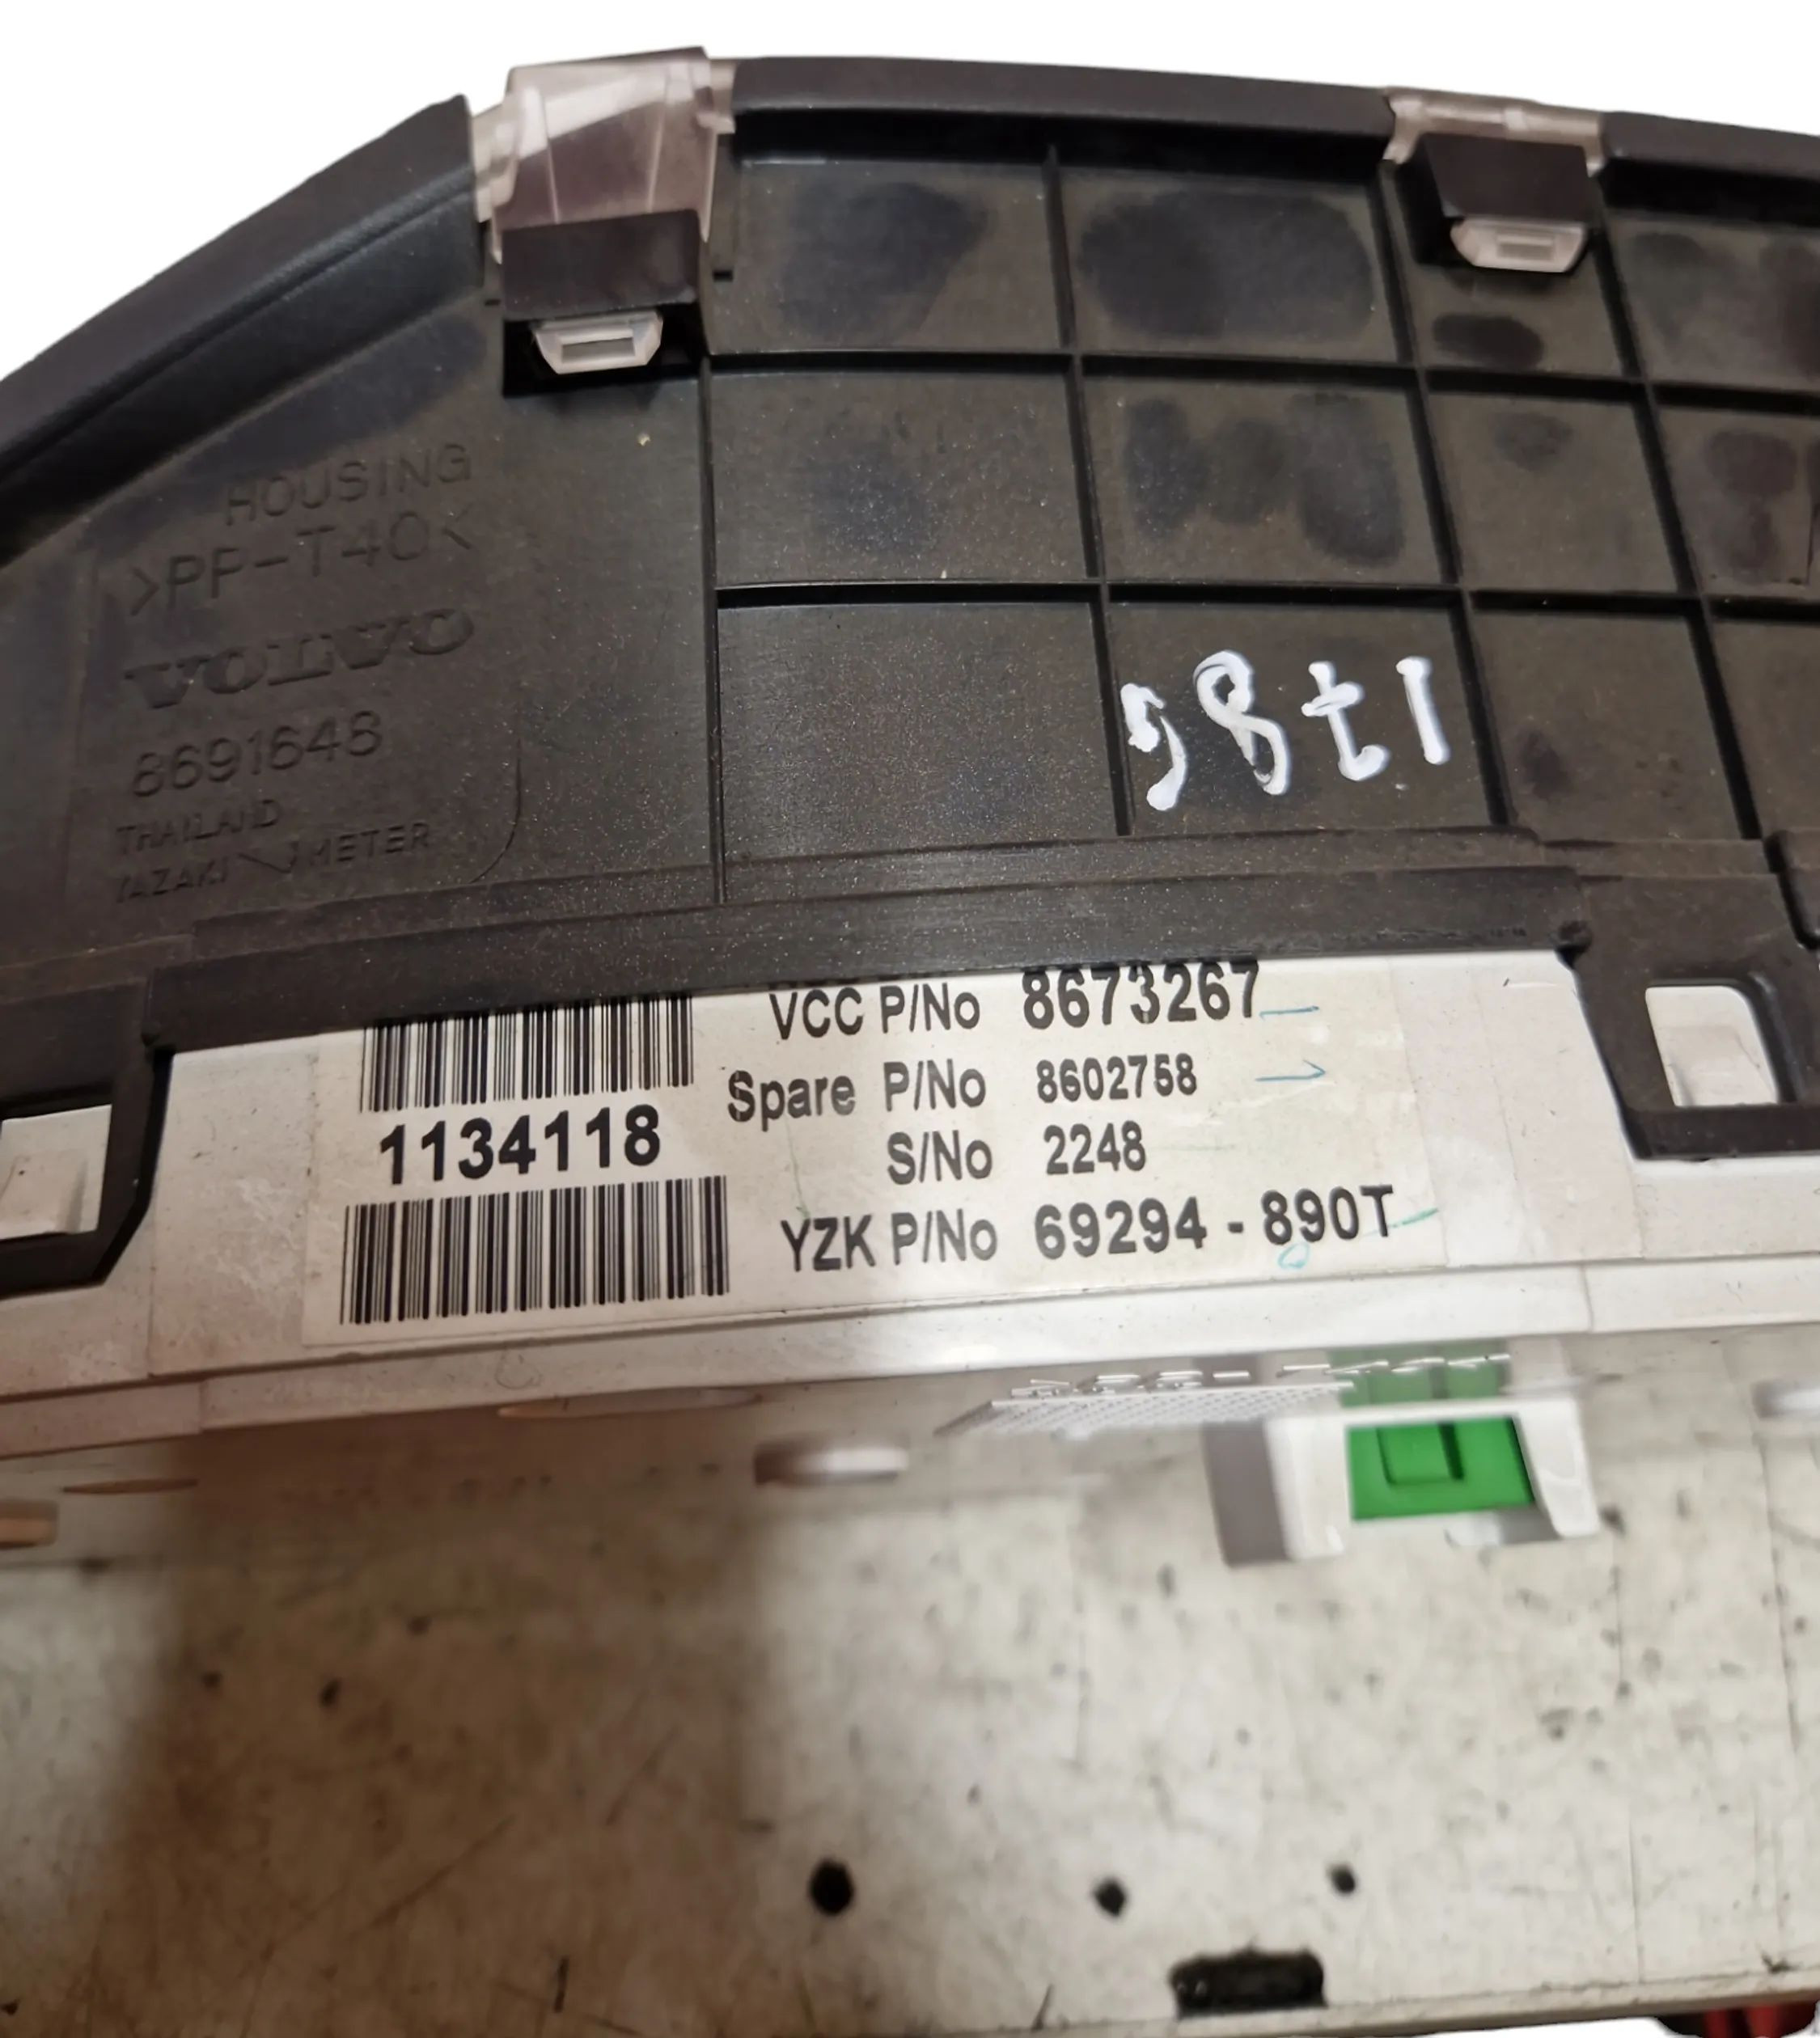 HOUSING
>PP-T40<
VOLVO
8691648
THAILAND
YAZAKI METER
VCC P/No 8673267
Spare P/No 8602758
S/No 2248
YZK P/No 69294-890T
1134118